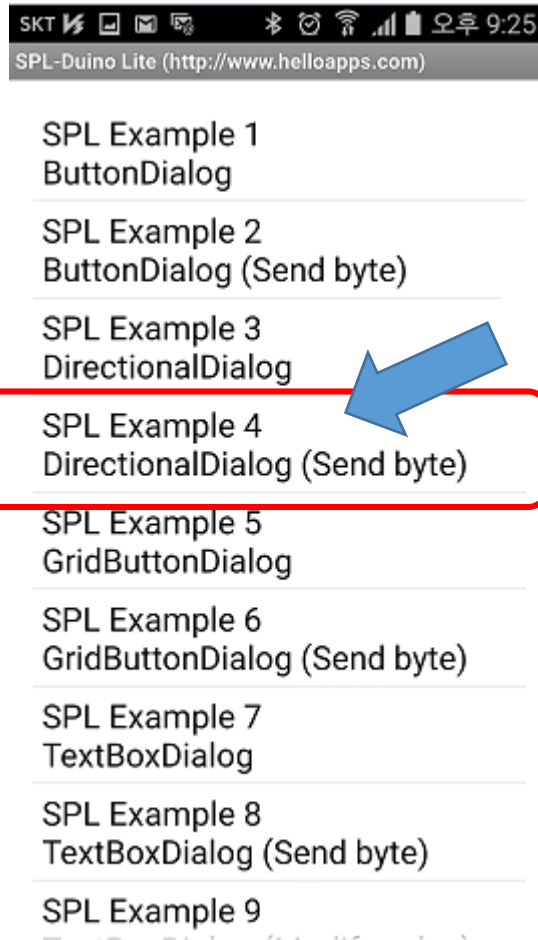 SKT 오후 9:25
SPL-Duino Lite (http://www.helloapps.com)
SPL Example 1
ButtonDialog
SPL Example 2
ButtonDialog (Send byte)
SPL Example 3
DirectionalDialog
SPL Example 4
DirectionalDialog (Send byte)
SPL Example 5
GridButtonDialog
SPL Example 6
GridButtonDialog (Send byte)
SPL Example 7
TextBoxDialog
SPL Example 8
TextBoxDialog (Send byte)
SPL Example 9